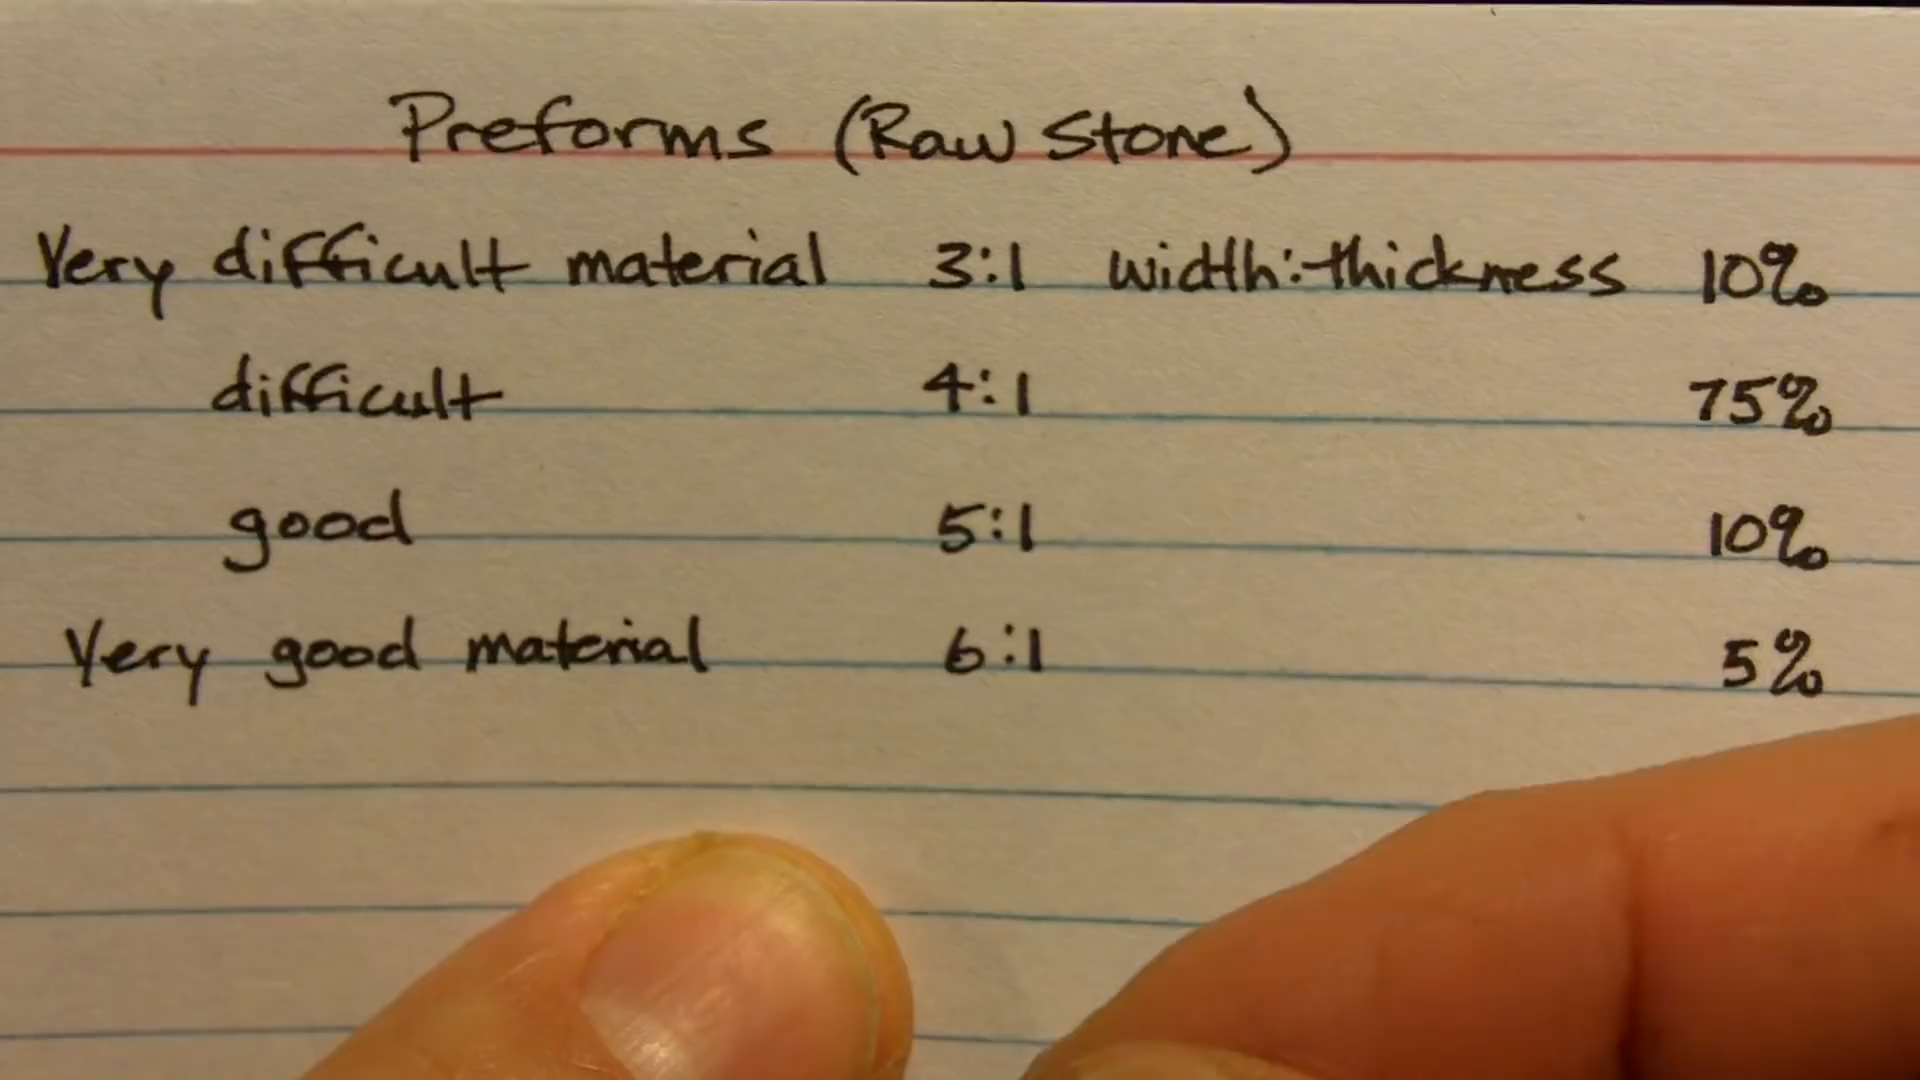 Preforms (Raw Stone)
Very difficult material 3:1 width:thickness 10%
difficult 4:1 75%
good 5:1 10%
Very good material 6:1 5%